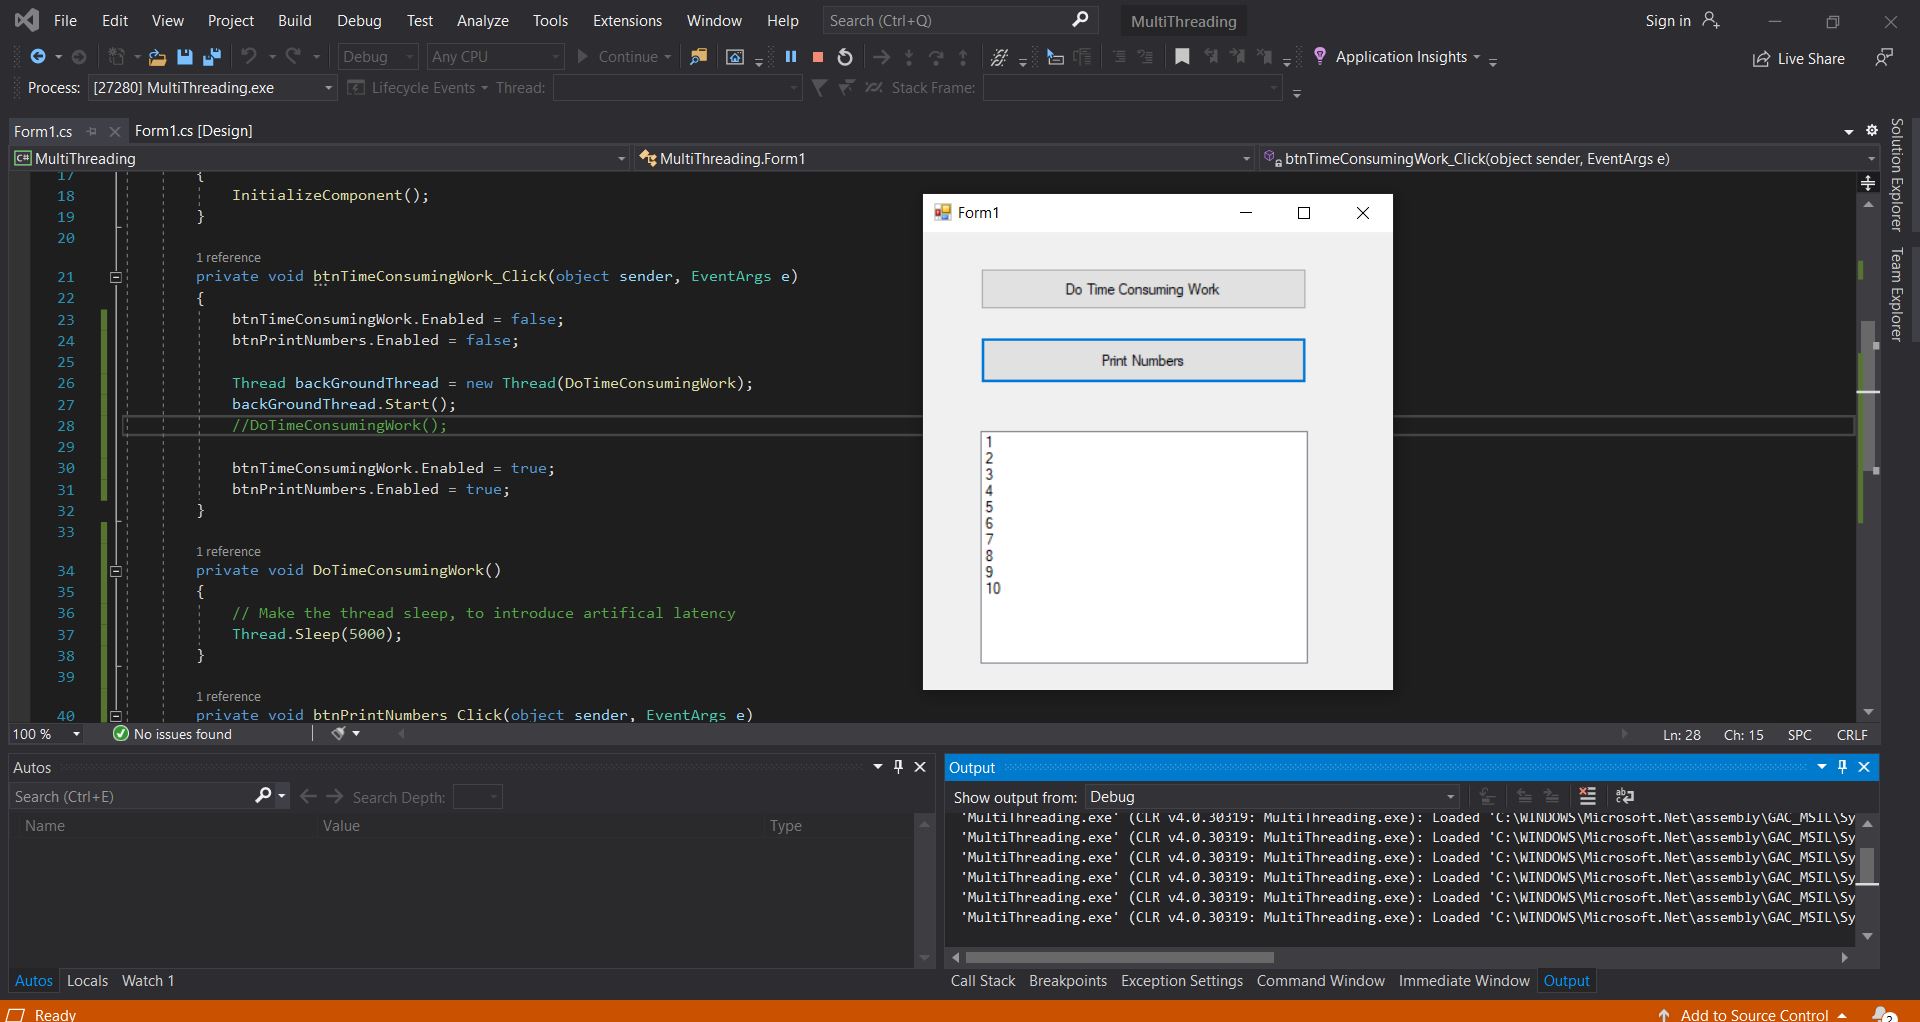 File Edit View Project Build Debug Test Analyze Tools Extensions Window Help Search (Ctrl+Q) MultiThreading Sign in
Debug Any CPU Continue Application Insights Live Share
Process: [27280] MultiThreading.exe Lifecycle Events Thread: Stack Frame:
Form1.cs Form1.cs [Design]
C# MultiThreading MultiThreading.Form1 btnTimeConsumingWork_Click(object sender, EventArgs e)
Solution Explorer
Team Explorer
17 {
18 InitializeComponent();
19 }
20
1 reference
21 private void btnTimeConsumingWork_Click(object sender, EventArgs e)
22 {
23 btnTimeConsumingWork.Enabled = false;
24 btnPrintNumbers.Enabled = false;
25
26 Thread backGroundThread = new Thread(DoTimeConsumingWork);
27 backGroundThread.Start();
28 //DoTimeConsumingWork();
29
30 btnTimeConsumingWork.Enabled = true;
31 btnPrintNumbers.Enabled = true;
32 }
33
1 reference
34 private void DoTimeConsumingWork()
35 {
36 // Make the thread sleep, to introduce artifical latency
37 Thread.Sleep(5000);
38 }
39
1 reference
40 private void btnPrintNumbers_Click(object sender, EventArgs e)
Form1
Do Time Consuming Work
Print Numbers
1
2
3
4
5
6
7
8
9
10
100 % No issues found Ln: 28 Ch: 15 SPC CRLF
Autos
Search (Ctrl+E) Search Depth:
Name Value Type
Autos Locals Watch 1
Output
Show output from: Debug
'MultiThreading.exe' (CLR v4.0.30319: MultiThreading.exe): Loaded 'C:\WINDOWS\Microsoft.Net\assembly\GAC_MSIL\Sy
'MultiThreading.exe' (CLR v4.0.30319: MultiThreading.exe): Loaded 'C:\WINDOWS\Microsoft.Net\assembly\GAC_MSIL\Sy
'MultiThreading.exe' (CLR v4.0.30319: MultiThreading.exe): Loaded 'C:\WINDOWS\Microsoft.Net\assembly\GAC_MSIL\Sy
'MultiThreading.exe' (CLR v4.0.30319: MultiThreading.exe): Loaded 'C:\WINDOWS\Microsoft.Net\assembly\GAC_MSIL\Sy
'MultiThreading.exe' (CLR v4.0.30319: MultiThreading.exe): Loaded 'C:\WINDOWS\Microsoft.Net\assembly\GAC_MSIL\Sy
'MultiThreading.exe' (CLR v4.0.30319: MultiThreading.exe): Loaded 'C:\WINDOWS\Microsoft.Net\assembly\GAC_MSIL\Sy
Call Stack Breakpoints Exception Settings Command Window Immediate Window Output
Ready Add to Source Control 2